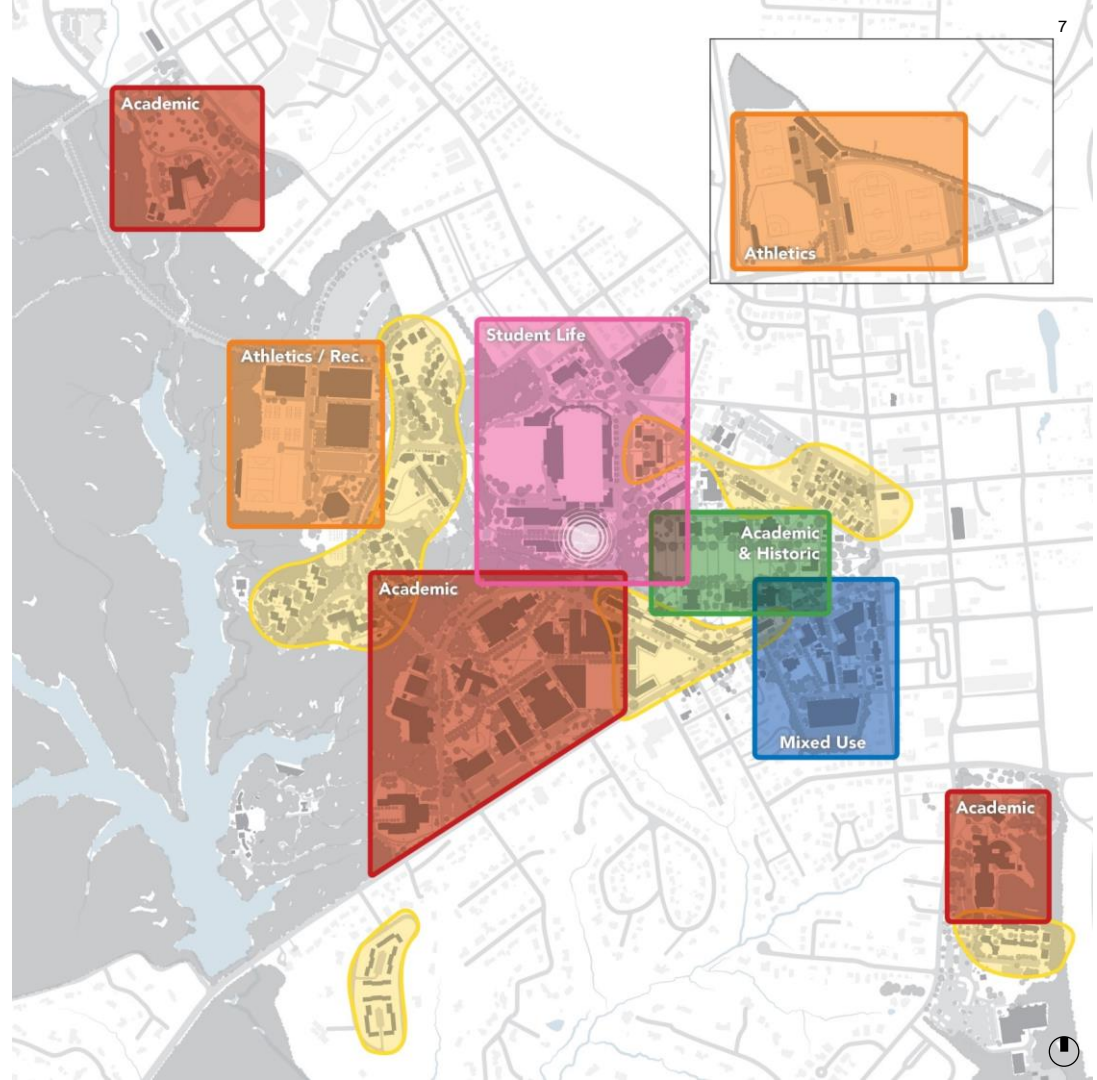 7
Academic
Athletics
Student Life
Athletics / Rec.
Academic
& Historic
Academic
Mixed Use
Academic